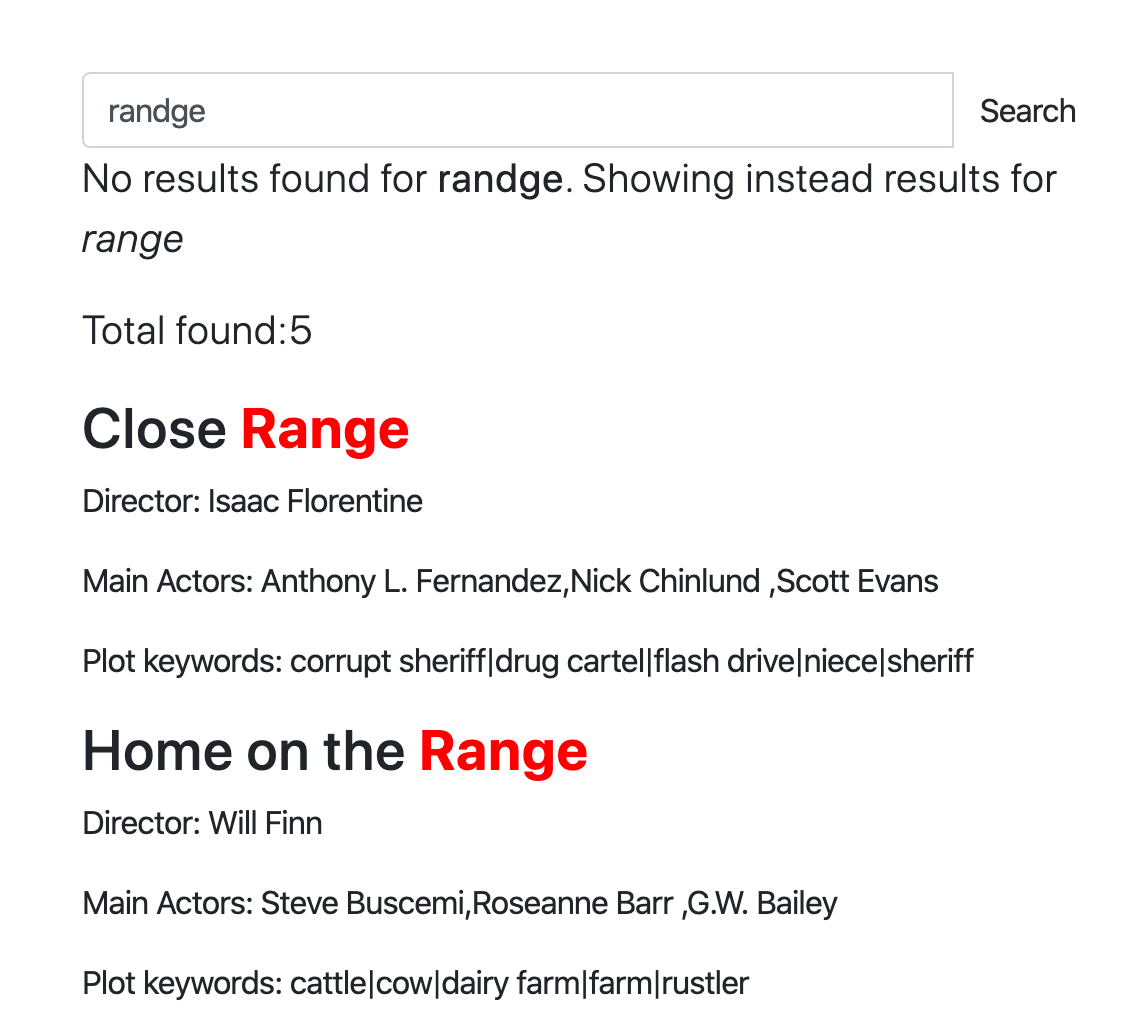 randge
Search
No results found for randge. Showing instead results for
range
Total found:5
Close Range
Director: Isaac Florentine
Main Actors: Anthony L. Fernandez,Nick Chinlund ,Scott Evans
Plot keywords: corrupt sheriff|drug cartel|flash drive|niece|sheriff
Home on the Range
Director: Will Finn
Main Actors: Steve Buscemi,Roseanne Barr ,G.W. Bailey
Plot keywords: cattle|cow|dairy farm|farm|rustler